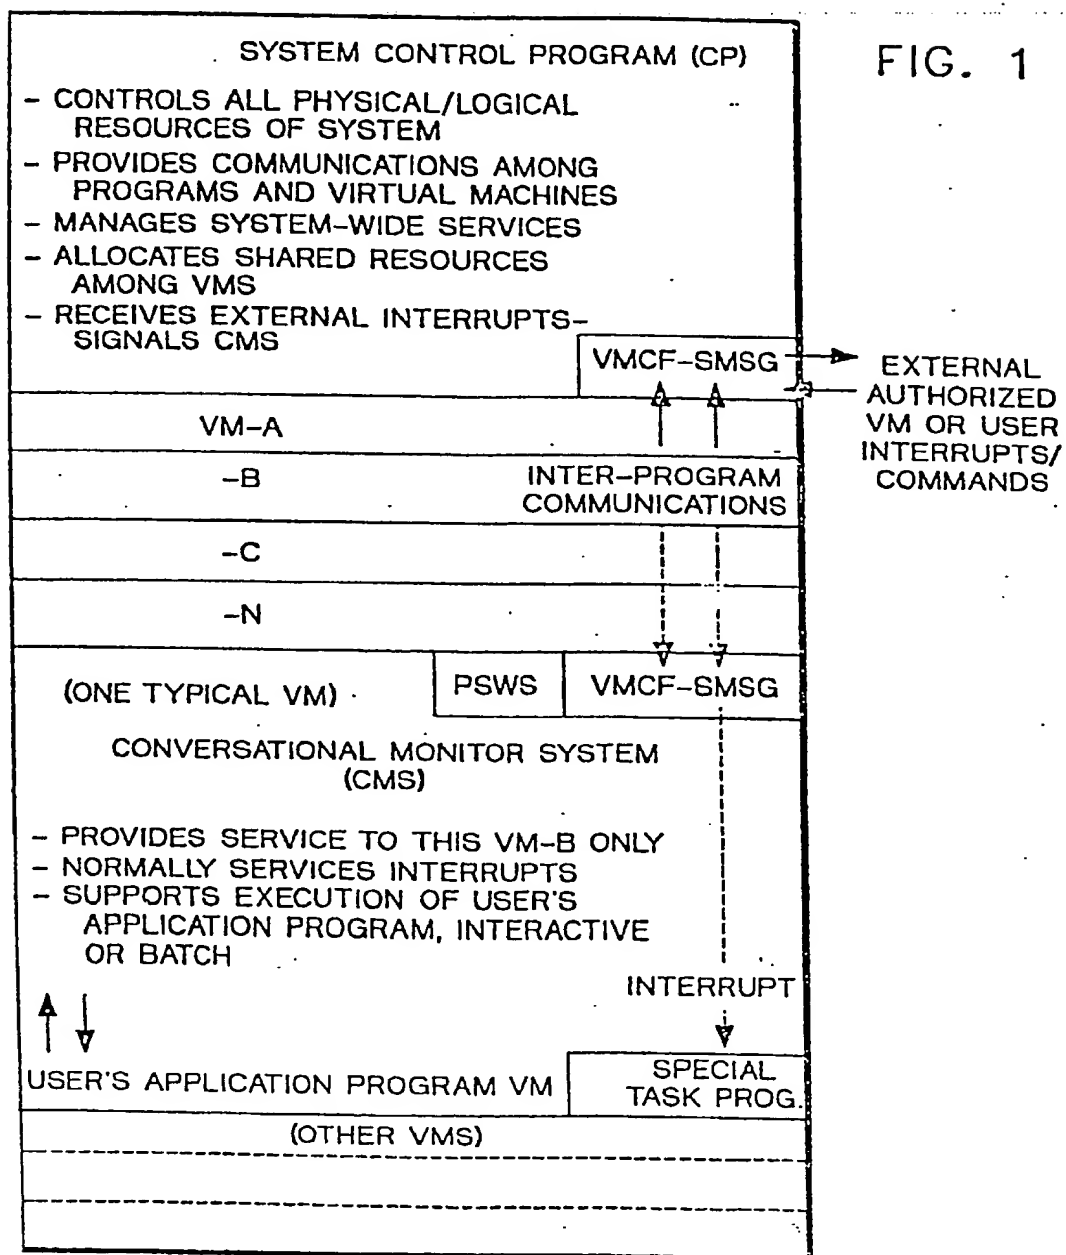 FIG. 1
SYSTEM CONTROL PROGRAM (CP)
- CONTROLS ALL PHYSICAL/LOGICAL
RESOURCES OF SYSTEM
- PROVIDES COMMUNICATIONS AMONG
PROGRAMS AND VIRTUAL MACHINES
- MANAGES SYSTEM-WIDE SERVICES
- ALLOCATES SHARED RESOURCES
AMONG VMS
- RECEIVES EXTERNAL INTERRUPTS-
SIGNALS CMS
VMCF-SMSG
EXTERNAL
AUTHORIZED
VM OR USER
INTERRUPTS/
COMMANDS
VM-A
-B
INTER-PROGRAM
COMMUNICATIONS
-C
-N
(ONE TYPICAL VM)
PSWS
VMCF-SMSG
CONVERSATIONAL MONITOR SYSTEM
(CMS)
- PROVIDES SERVICE TO THIS VM-B ONLY
- NORMALLY SERVICES INTERRUPTS
- SUPPORTS EXECUTION OF USER'S
APPLICATION PROGRAM, INTERACTIVE
OR BATCH
INTERRUPT
USER'S APPLICATION PROGRAM VM
SPECIAL
TASK PROG.
(OTHER VMS)